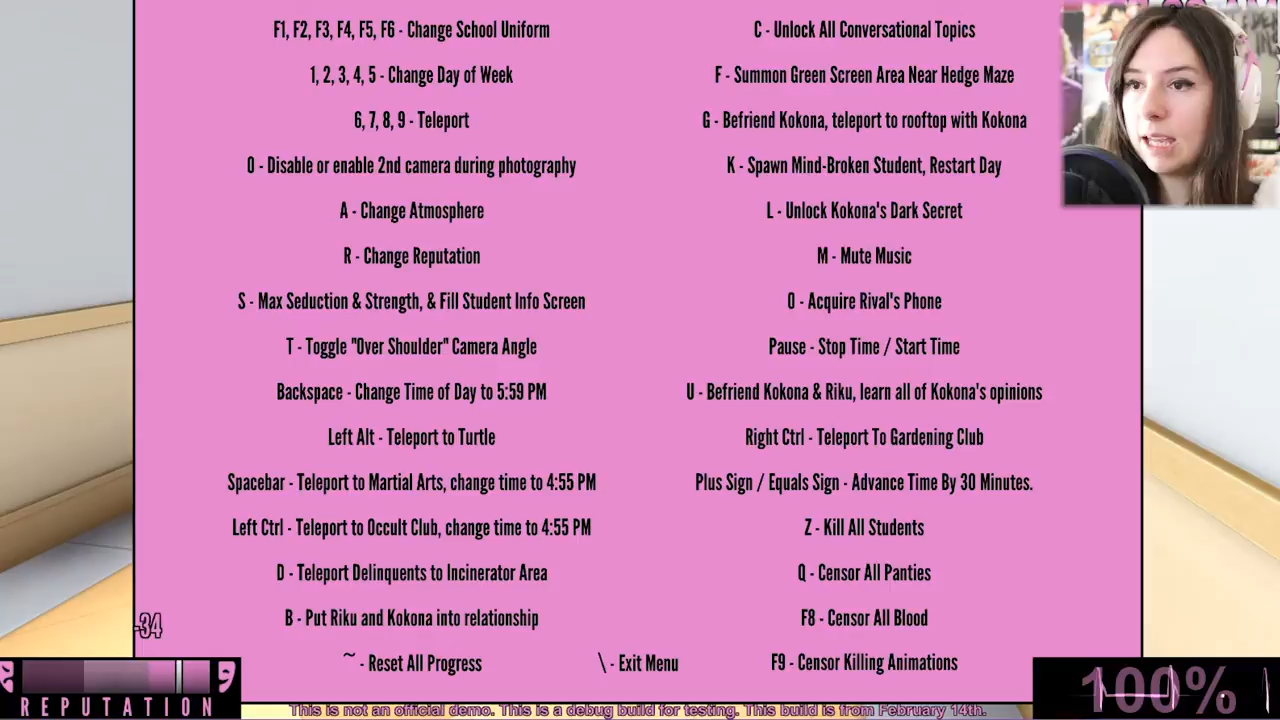 F1, F2, F3, F4, F5, F6 - Change School Uniform
1, 2, 3, 4, 5 - Change Day of Week
6, 7, 8, 9 - Teleport
0 - Disable or enable 2nd camera during photography
A - Change Atmosphere
R - Change Reputation
S - Max Seduction & Strength, & Fill Student Info Screen
T - Toggle "Over Shoulder" Camera Angle
Backspace - Change Time of Day to 5:59 PM
Left Alt - Teleport to Turtle
Spacebar - Teleport to Martial Arts, change time to 4:55 PM
Left Ctrl - Teleport to Occult Club, change time to 4:55 PM
D - Teleport Delinquents to Incinerator Area
B - Put Riku and Kokona into relationship
~ - Reset All Progress
\ - Exit Menu
C - Unlock All Conversational Topics
F - Summon Green Screen Area Near Hedge Maze
G - Befriend Kokona, teleport to rooftop with Kokona
K - Spawn Mind-Broken Student, Restart Day
L - Unlock Kokona's Dark Secret
M - Mute Music
O - Acquire Rival's Phone
Pause - Stop Time / Start Time
U - Befriend Kokona & Riku, learn all of Kokona's opinions
Right Ctrl - Teleport To Gardening Club
Plus Sign / Equals Sign - Advance Time By 30 Minutes.
Z - Kill All Students
Q - Censor All Panties
F8 - Censor All Blood
F9 - Censor Killing Animations
-34
REPUTATION
100%
This is not an official demo. This is a debug build for testing. This build is from February 14th.